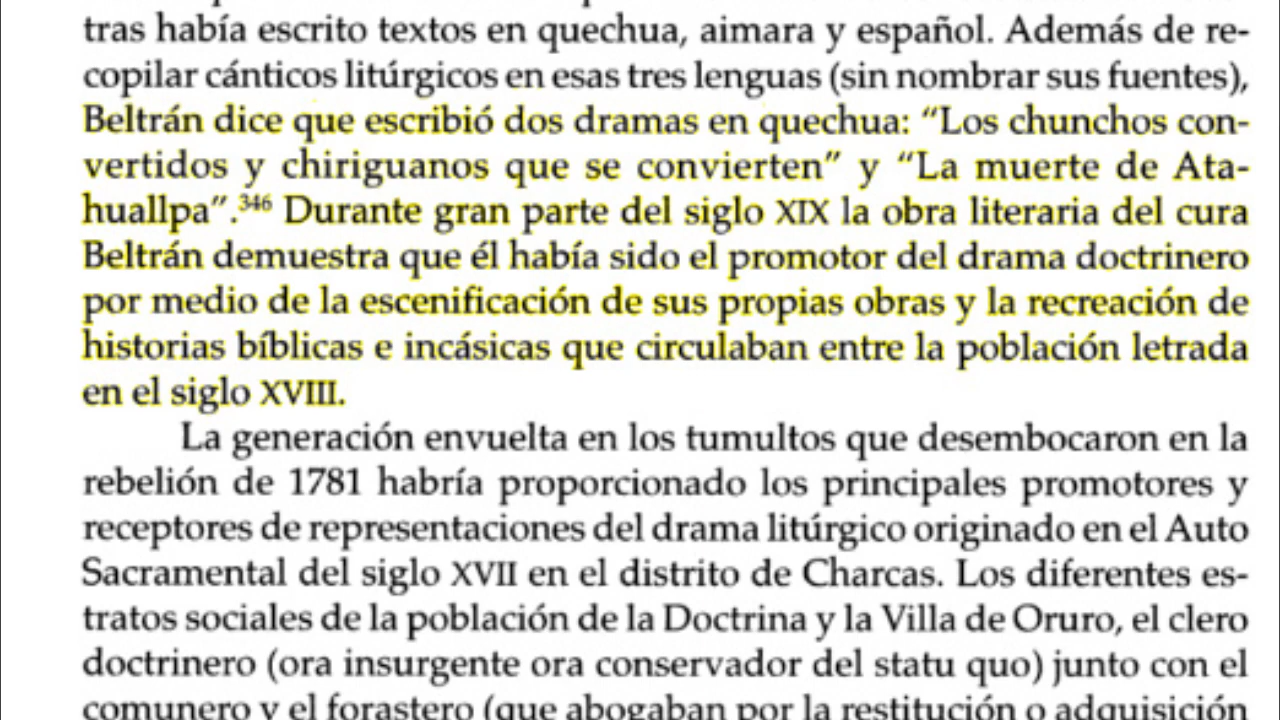 tras había escrito textos en quechua, aimara y español. Además de re-
copilar cánticos litúrgicos en esas tres lenguas (sin nombrar sus fuentes),
Beltrán dice que escribió dos dramas en quechua: “Los chunchos con-
vertidos y chiriguanos que se convierten” y “La muerte de Ata-
huallpa”.³⁴⁶ Durante gran parte del siglo XIX la obra literaria del cura
Beltrán demuestra que él había sido el promotor del drama doctrinero
por medio de la escenificación de sus propias obras y la recreación de
historias bíblicas e incásicas que circulaban entre la población letrada
en el siglo XVIII.
La generación envuelta en los tumultos que desembocaron en la
rebelión de 1781 habría proporcionado los principales promotores y
receptores de representaciones del drama litúrgico originado en el Auto
Sacramental del siglo XVII en el distrito de Charcas. Los diferentes es-
tratos sociales de la población de la Doctrina y la Villa de Oruro, el clero
doctrinero (ora insurgente ora conservador del statu quo) junto con el
comunero y el forastero (que abogaban por la restitución o adquisición